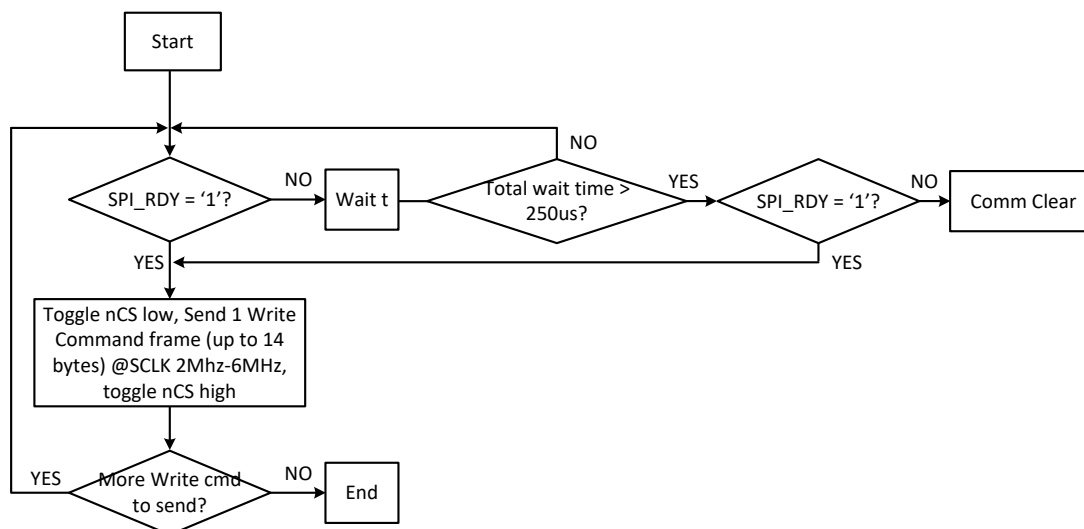 Start
NO
SPI_RDY = ‘1’?
NO
Wait t
Total wait time >
250us?
YES
SPI_RDY = ‘1’?
NO
Comm Clear
YES
YES
Toggle nCS low, Send 1 Write
Command frame (up to 14
bytes) @SCLK 2Mhz-6MHz,
toggle nCS high
YES
More Write cmd
to send?
NO
End